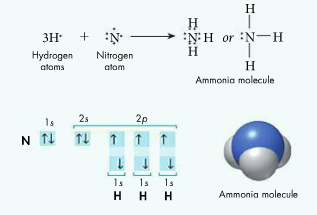 3H· + :N· ⟶ :N:H or :N—H
H
H
H
H
Hydrogen atoms
Nitrogen atom
Ammonia molecule
1s 2s 2p
N ↑↓ ↑↓ ↑ ↑ ↑
↓ ↓ ↓
1s 1s 1s
H H H
Ammonia molecule